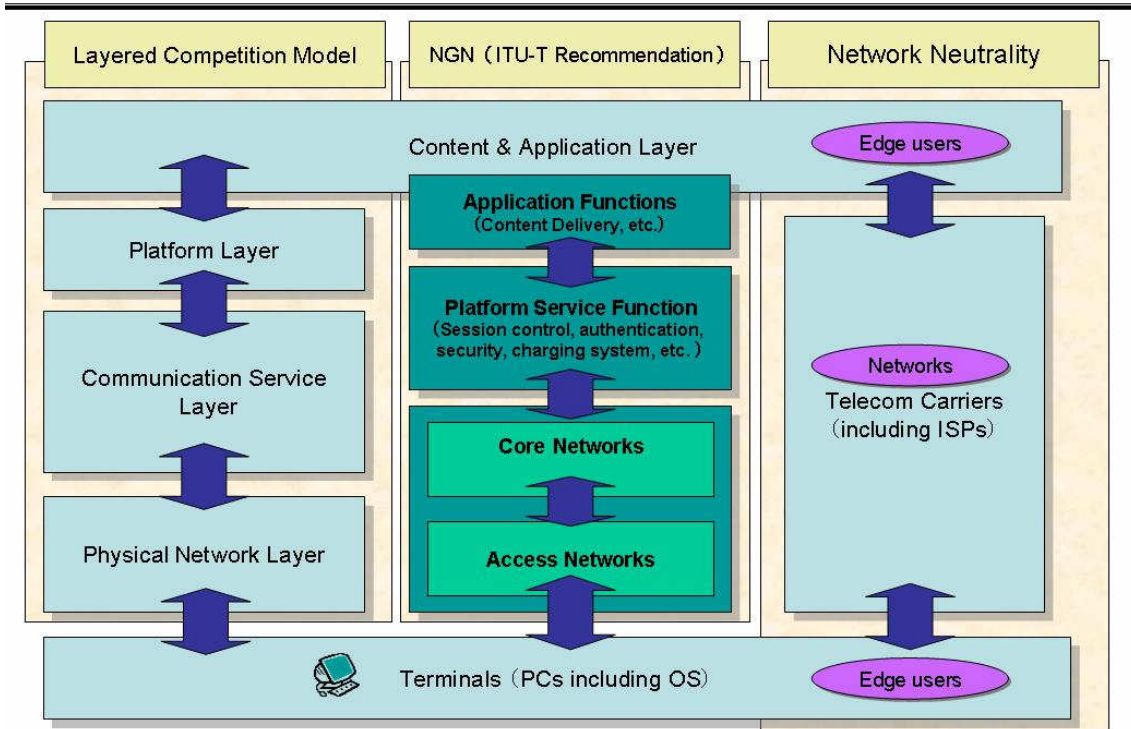 Layered Competition Model
NGN（ITU-T Recommendation）
Network Neutrality
Content & Application Layer
Edge users
Application Functions
（Content Delivery, etc.）
Platform Layer
Platform Service Function
（Session control, authentication,
security, charging system, etc.）
Communication Service
Layer
Networks
Telecom Carriers
（including ISPs）
Core Networks
Physical Network Layer
Access Networks
Terminals（PCs including OS）
Edge users